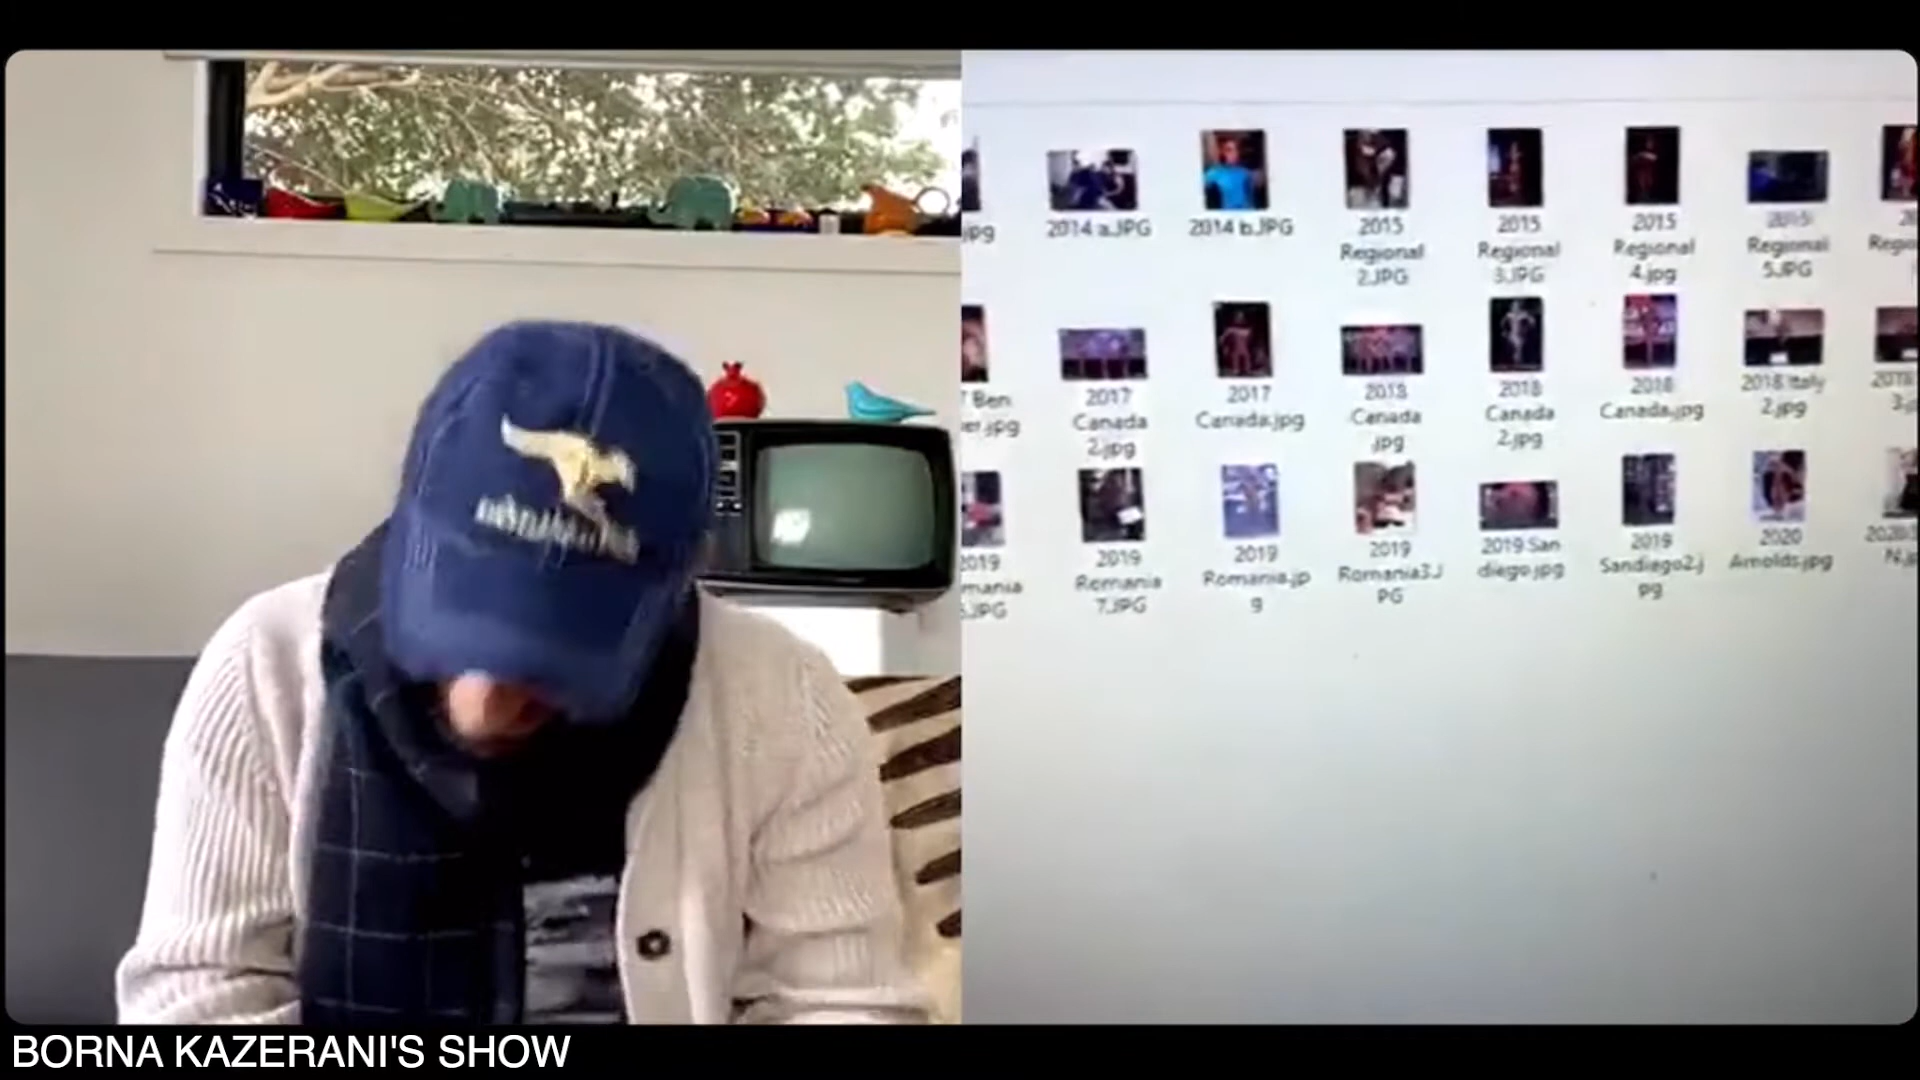 2014 a.JPG
2014 b.JPG
2015
Regional
2.JPG
2015
Regional
3.JPG
2015
Regional
4.jpg
2015
Regional
5.JPG
Ben
2017
Canada
2.jpg
2017
Canada.jpg
2018
Canada
.jpg
2018
Canada
2.jpg
2018
Canada.jpg
2018 Italy
2.jpg
2019
2019
Romania
7.JPG
2019
Romania.jp
g
2019
Romania3.J
PG
2019 San
diego.jpg
2019
Sandiego2.j
pg
2020
Arnolds.jpg
BORNA KAZERANI'S SHOW